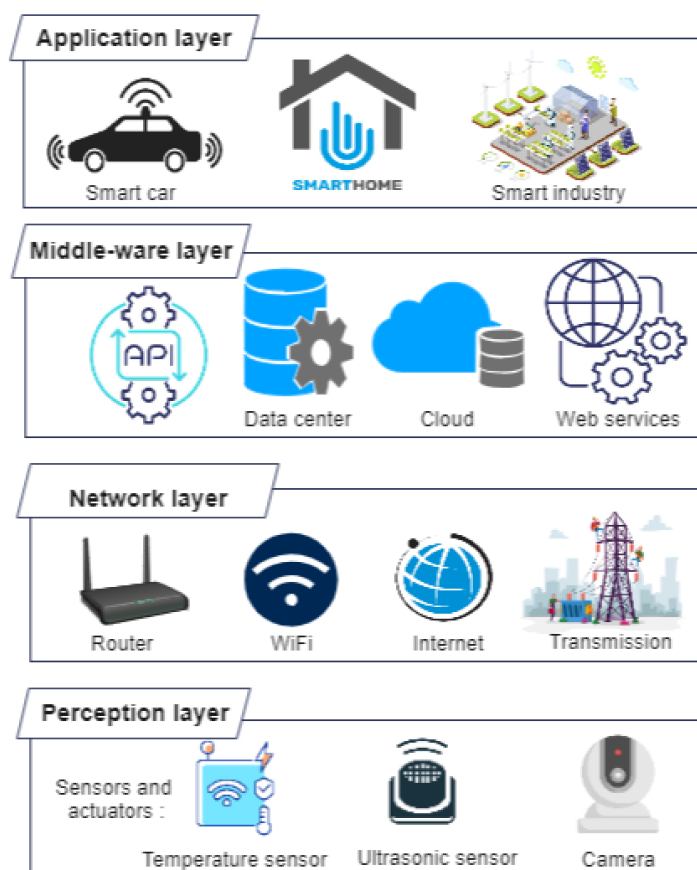 Application layer
Smart car
SMARTHOME
Smart industry
Middle-ware layer
API
Data center
Cloud
Web services
Network layer
Router
WiFi
Internet
Transmission
Perception layer
Sensors and
actuators :
Temperature sensor
Ultrasonic sensor
Camera